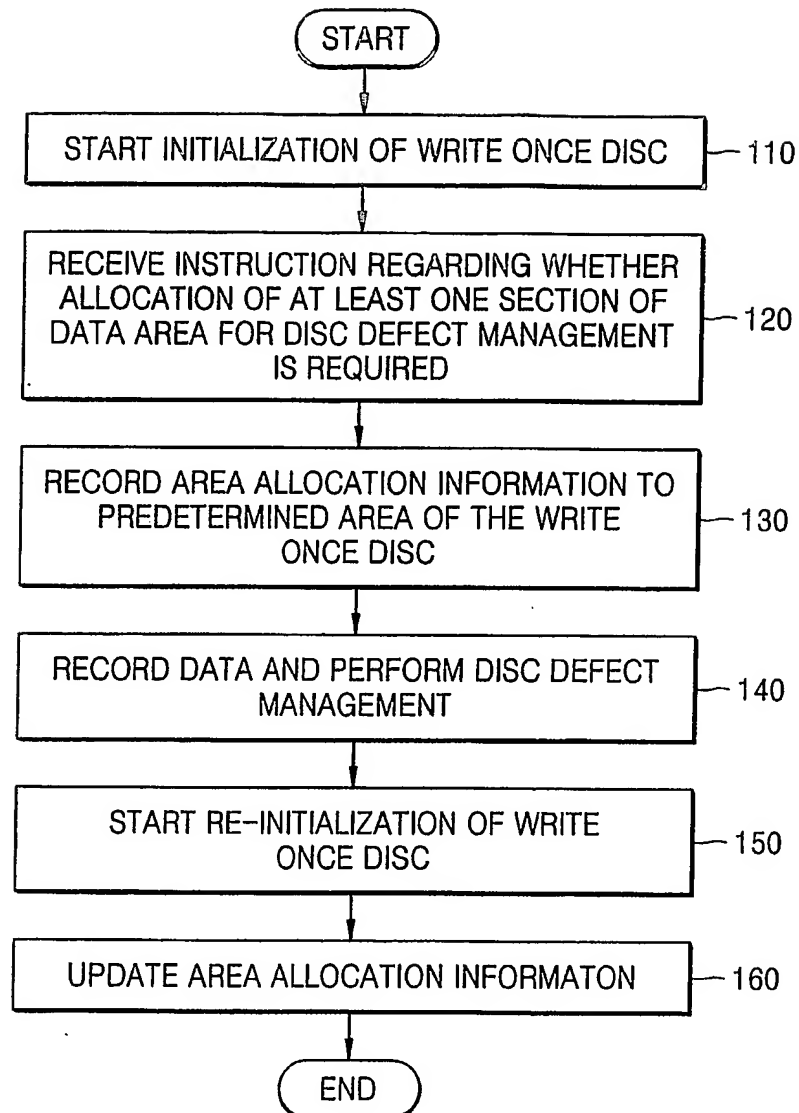 START
START INITIALIZATION OF WRITE ONCE DISC
110
RECEIVE INSTRUCTION REGARDING WHETHER
ALLOCATION OF AT LEAST ONE SECTION OF
DATA AREA FOR DISC DEFECT MANAGEMENT
IS REQUIRED
120
RECORD AREA ALLOCATION INFORMATION TO
PREDETERMINED AREA OF THE WRITE
ONCE DISC
130
RECORD DATA AND PERFORM DISC DEFECT
MANAGEMENT
140
START RE-INITIALIZATION OF WRITE
ONCE DISC
150
UPDATE AREA ALLOCATION INFORMATON
160
END